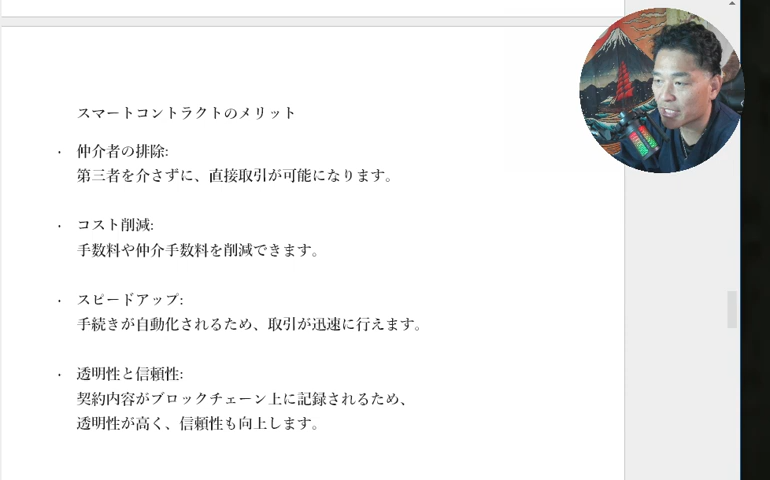 スマートコントラクトのメリット
・ 仲介者の排除:
第三者を介さずに、直接取引が可能になります。
・ コスト削減:
手数料や仲介手数料を削減できます。
・ スピードアップ:
手続きが自動化されるため、取引が迅速に行えます。
・ 透明性と信頼性:
契約内容がブロックチェーン上に記録されるため、
透明性が高く、信頼性も向上します。